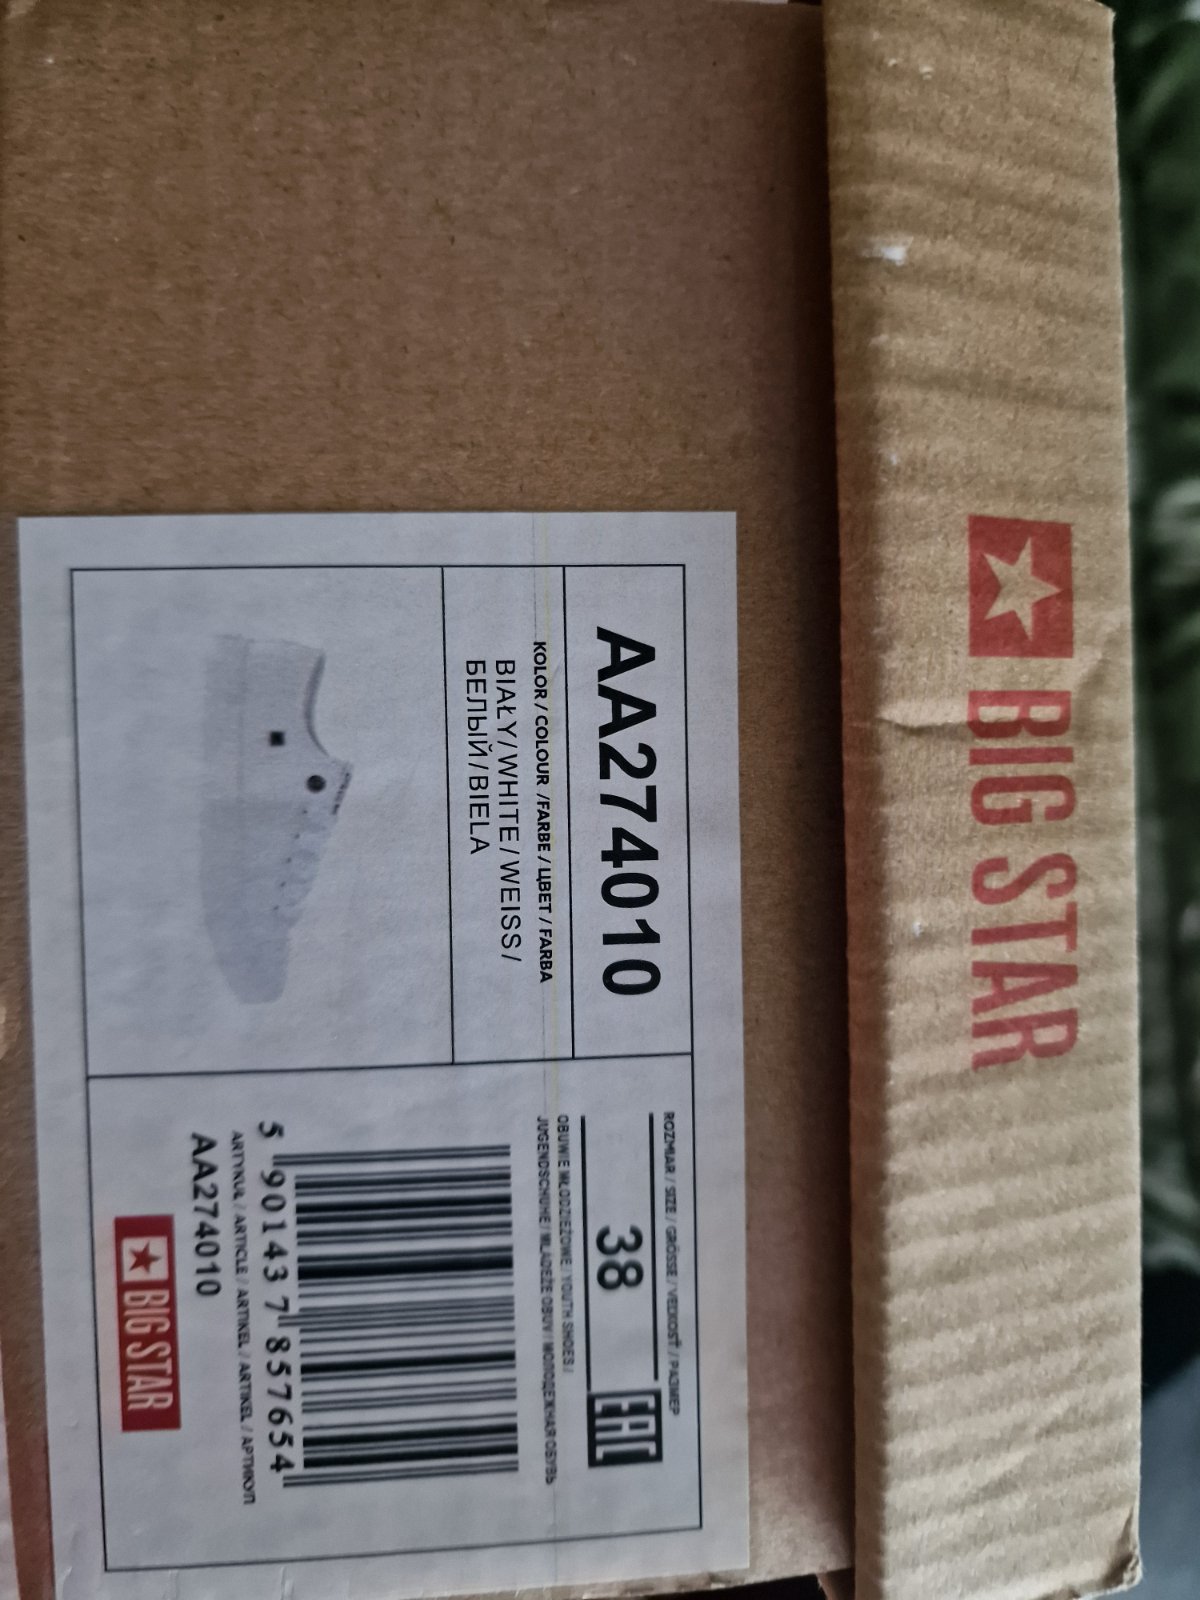 BIG STAR
AA274010
KOLOR / COLOUR /FARBE / ЦВЕТ / FARBA
BIAŁY/WHITE/WEISS/
БЕЛЫЙ/BIELA
ROZMIAR / SIZE / GRÖSSE / VEĽKOSŤ / РАЗМЕР
38
EAC
OBUWIE MŁODZIEŻOWE / YOUTH SHOES /
JUGENDSCHUHE / MLÁDEŽE OBUV / МОЛОДЕЖНАЯ ОБУВЬ
5 901437 857654
ARTYKUŁ / ARTICLE / ARTIKEL / ARTIKEL / АРТИКУЛ
AA274010
BIG STAR